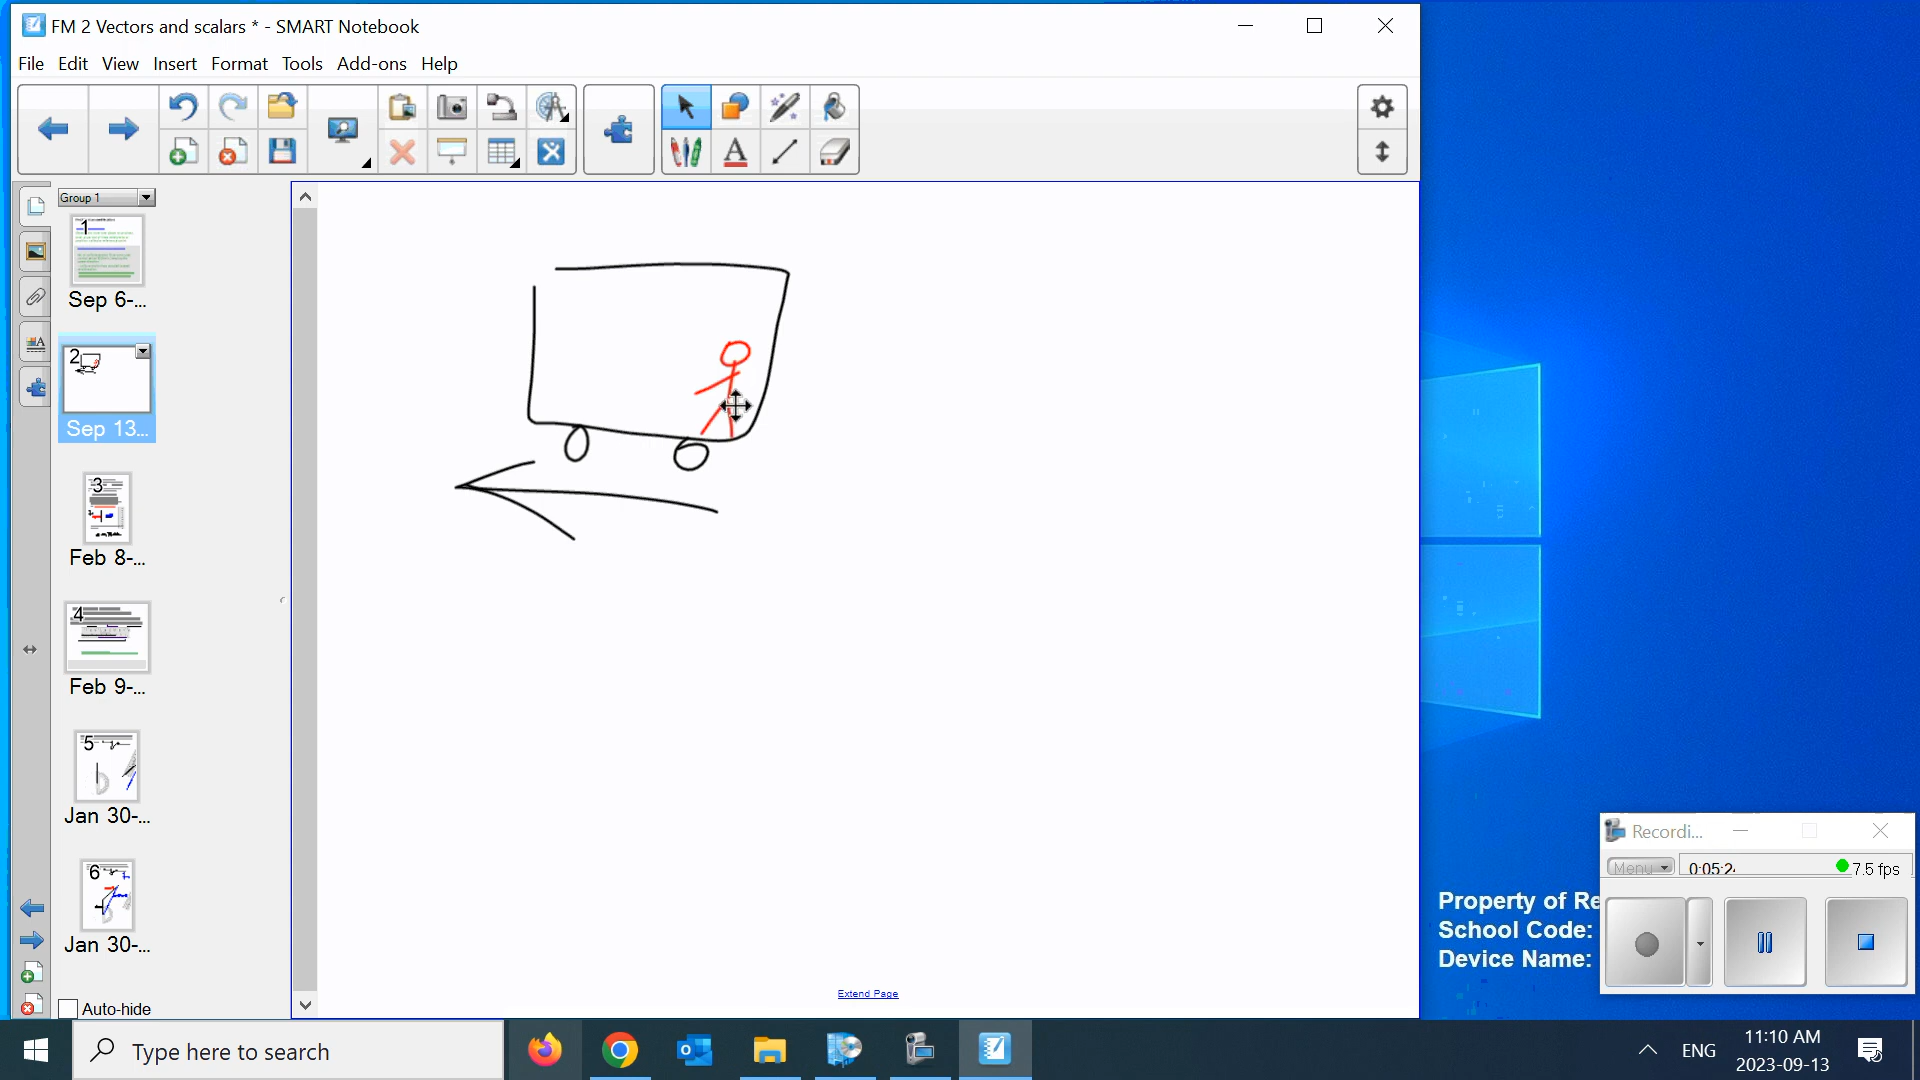 FM 2 Vectors and scalars * - SMART Notebook
File Edit View Insert Format Tools Add-ons Help
Group 1
1
Sep 6-...
2
Sep 13...
3
Feb 8-...
4
Feb 9-...
5
Jan 30-...
6
Jan 30-...
Auto-hide
Extend Page
Property of Re
School Code:
Device Name:
Recordi...
Menu
0:05:2
7.5 fps
Type here to search
ENG
11:10 AM
2023-09-13